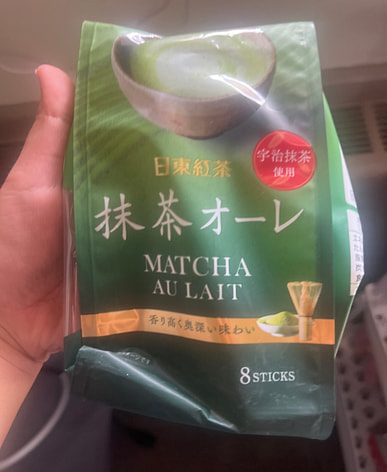 日東紅茶
宇治抹茶
使用
抹茶オーレ
MATCHA
AU LAIT
香り高く奥深い味わい
8 STICKS